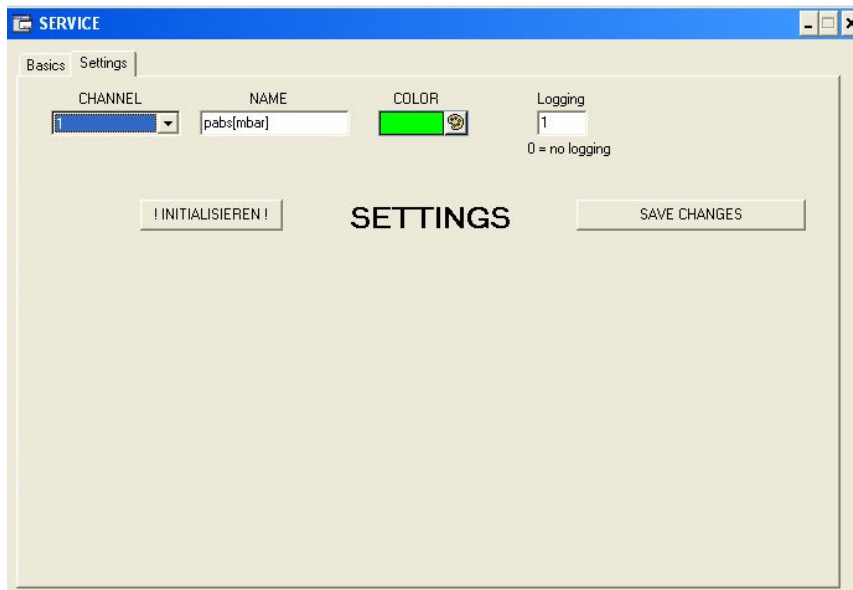 SERVICE
Basics Settings
CHANNEL NAME COLOR Logging
1 pabs[mbar] 1
0 = no logging
! INITIALISIEREN ! SETTINGS SAVE CHANGES